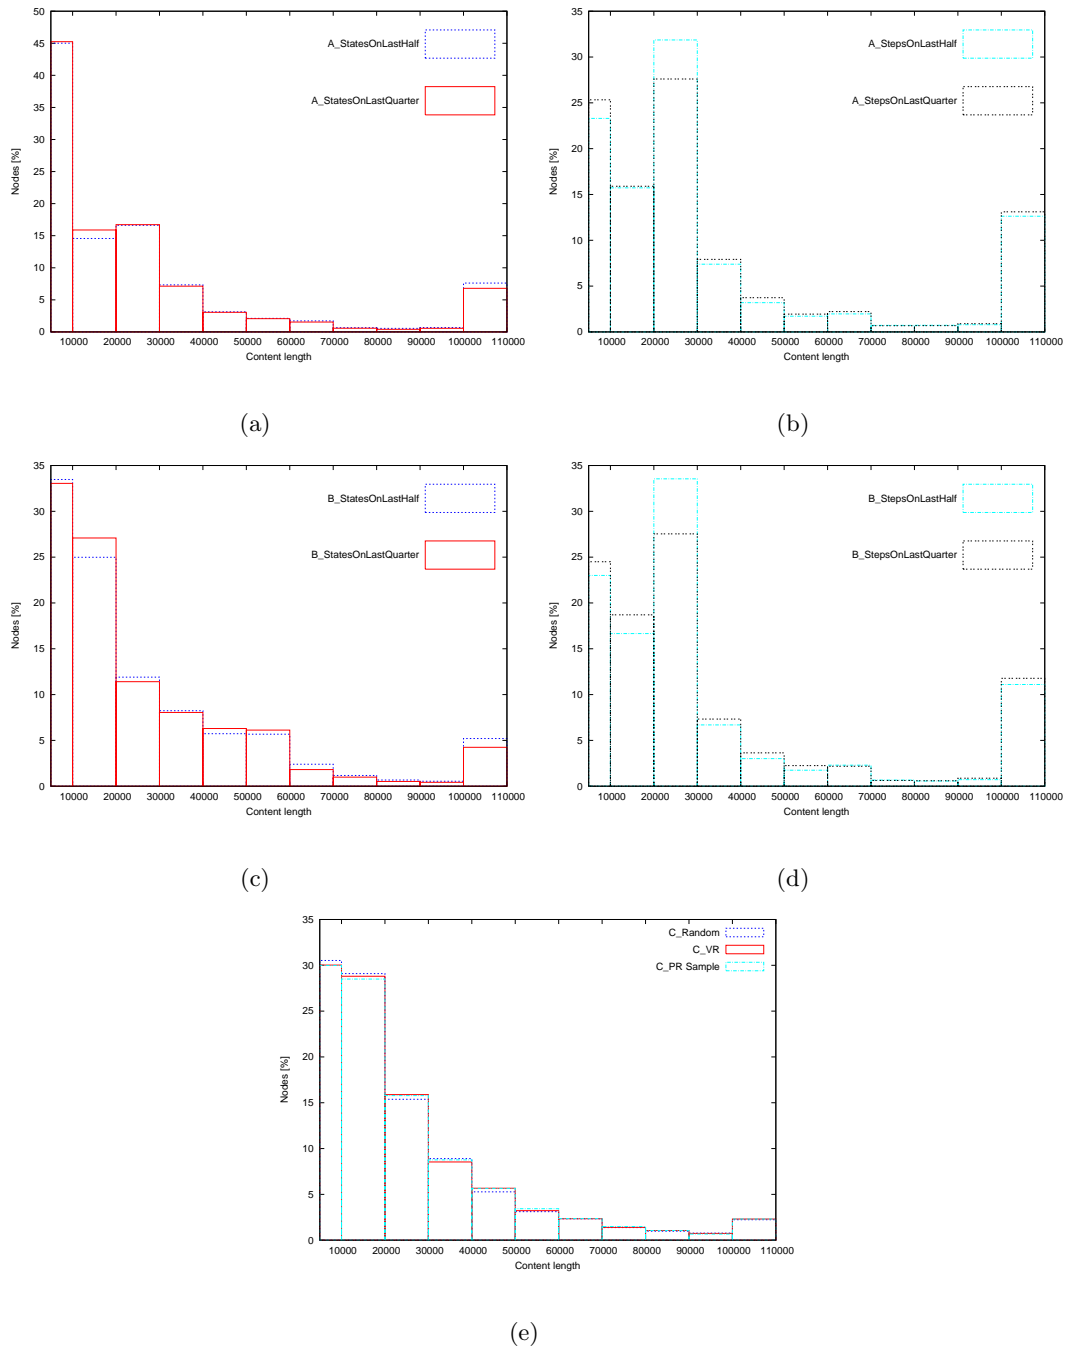 50
45
40
35
30
25
20
15
10
5
0
Nodes [%]
A_StatesOnLastHalf
A_StatesOnLastQuarter
10000 20000 30000 40000 50000 60000 70000 80000 90000 100000 110000
Content length
(a)
35
30
25
20
15
10
5
0
Nodes [%]
A_StepsOnLastHalf
A_StepsOnLastQuarter
10000 20000 30000 40000 50000 60000 70000 80000 90000 100000 110000
Content length
(b)
35
30
25
20
15
10
5
0
Nodes [%]
B_StatesOnLastHalf
B_StatesOnLastQuarter
10000 20000 30000 40000 50000 60000 70000 80000 90000 100000 110000
Content length
(c)
35
30
25
20
15
10
5
0
Nodes [%]
B_StepsOnLastHalf
B_StepsOnLastQuarter
10000 20000 30000 40000 50000 60000 70000 80000 90000 100000 110000
Content length
(d)
35
30
25
20
15
10
5
0
Nodes [%]
C_Random
C_VR
C_PR Sample
10000 20000 30000 40000 50000 60000 70000 80000 90000 100000 110000
Content length
(e)